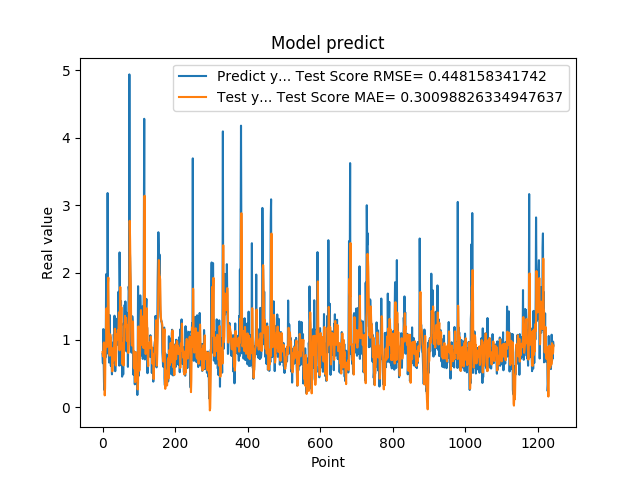 Model predict
Predict y... Test Score RMSE= 0.448158341742
Test y... Test Score MAE= 0.30098826334947637
Real value
5
4
3
2
1
0
0 200 400 600 800 1000 1200
Point